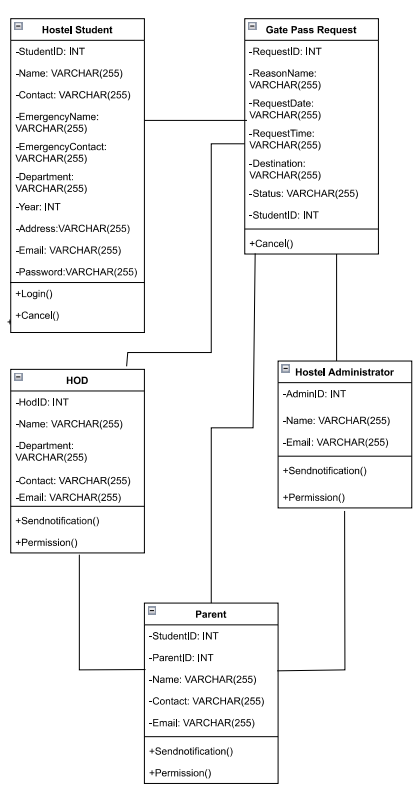 Hostel Student
-StudentID: INT
-Name: VARCHAR(255)
-Contact: VARCHAR(255)
-EmergencyName:
VARCHAR(255)
-EmergencyContact:
VARCHAR(255)
-Department:
VARCHAR(255)
-Year: INT
-Address:VARCHAR(255)
-Email: VARCHAR(255)
-Password:VARCHAR(255)
+Login()
+Cancel()
Gate Pass Request
-RequestID: INT
-ReasonName:
VARCHAR(255)
-RequestDate:
VARCHAR(255)
-RequestTime:
VARCHAR(255)
-Destination:
VARCHAR(255)
-Status: VARCHAR(255)
-StudentID: INT
+Cancel()
HOD
-HodID: INT
-Name: VARCHAR(255)
-Department:
VARCHAR(255)
-Contact: VARCHAR(255)
-Email: VARCHAR(255)
+Sendnotification()
+Permission()
Hostel Administrator
-AdminID: INT
-Name: VARCHAR(255)
-Email: VARCHAR(255)
+Sendnotification()
+Permission()
Parent
-StudentID: INT
-ParentID: INT
-Name: VARCHAR(255)
-Contact: VARCHAR(255)
-Email: VARCHAR(255)
+Sendnotification()
+Permission()